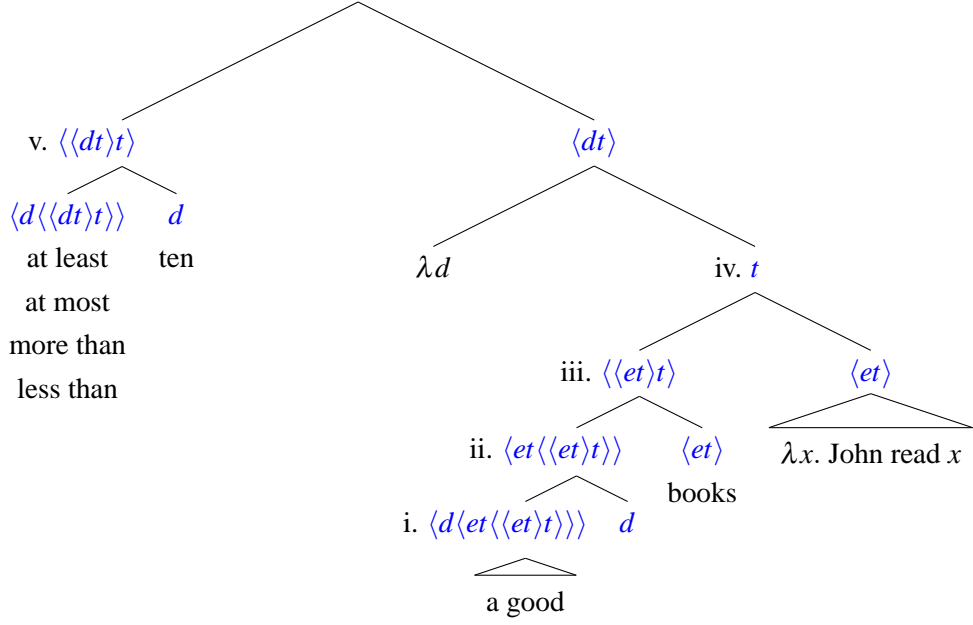 v. ⟨⟨dt⟩t⟩ ⟨dt⟩
⟨d⟨⟨dt⟩t⟩⟩ d
at least ten λd iv. t
at most
more than
less than
iii. ⟨⟨et⟩t⟩ ⟨et⟩
ii. ⟨et⟨⟨et⟩t⟩⟩ ⟨et⟩ λx. John read x
books
i. ⟨d⟨et⟨⟨et⟩t⟩⟩⟩ d
a good